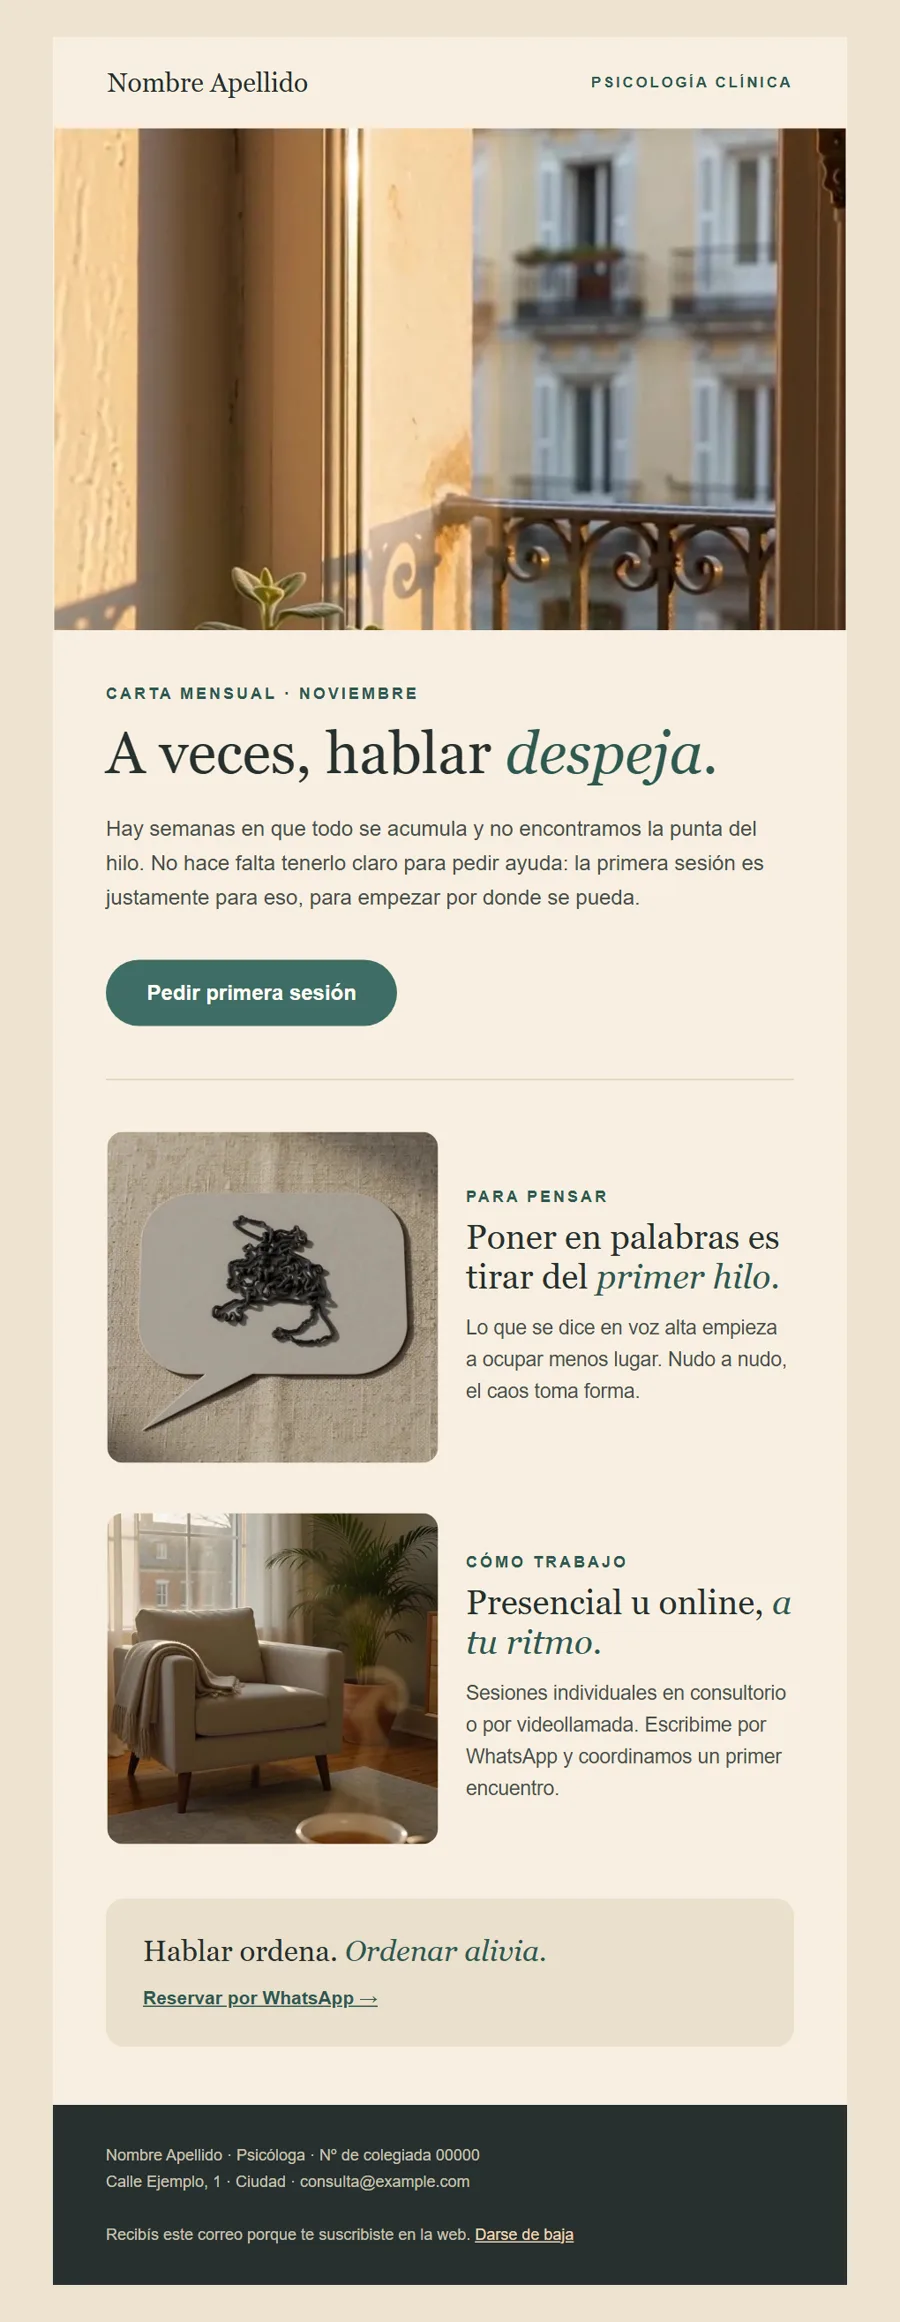 Nombre Apellido
PSICOLOGÍA CLÍNICA
CARTA MENSUAL · NOVIEMBRE
A veces, hablar despeja.
Hay semanas en que todo se acumula y no encontramos la punta del
hilo. No hace falta tenerlo claro para pedir ayuda: la primera sesión es
justamente para eso, para empezar por donde se pueda.
Pedir primera sesión
PARA PENSAR
Poner en palabras es
tirar del primer hilo.
Lo que se dice en voz alta empieza
a ocupar menos lugar. Nudo a nudo,
el caos toma forma.
CÓMO TRABAJO
Presencial u online, a
tu ritmo.
Sesiones individuales en consultorio
o por videollamada. Escribime por
WhatsApp y coordinamos un primer
encuentro.
Hablar ordena. Ordenar alivia.
Reservar por WhatsApp →
Nombre Apellido · Psicóloga · Nº de colegiada 00000
Calle Ejemplo, 1 · Ciudad · consulta@example.com
Recibís este correo porque te suscribiste en la web. Darse de baja